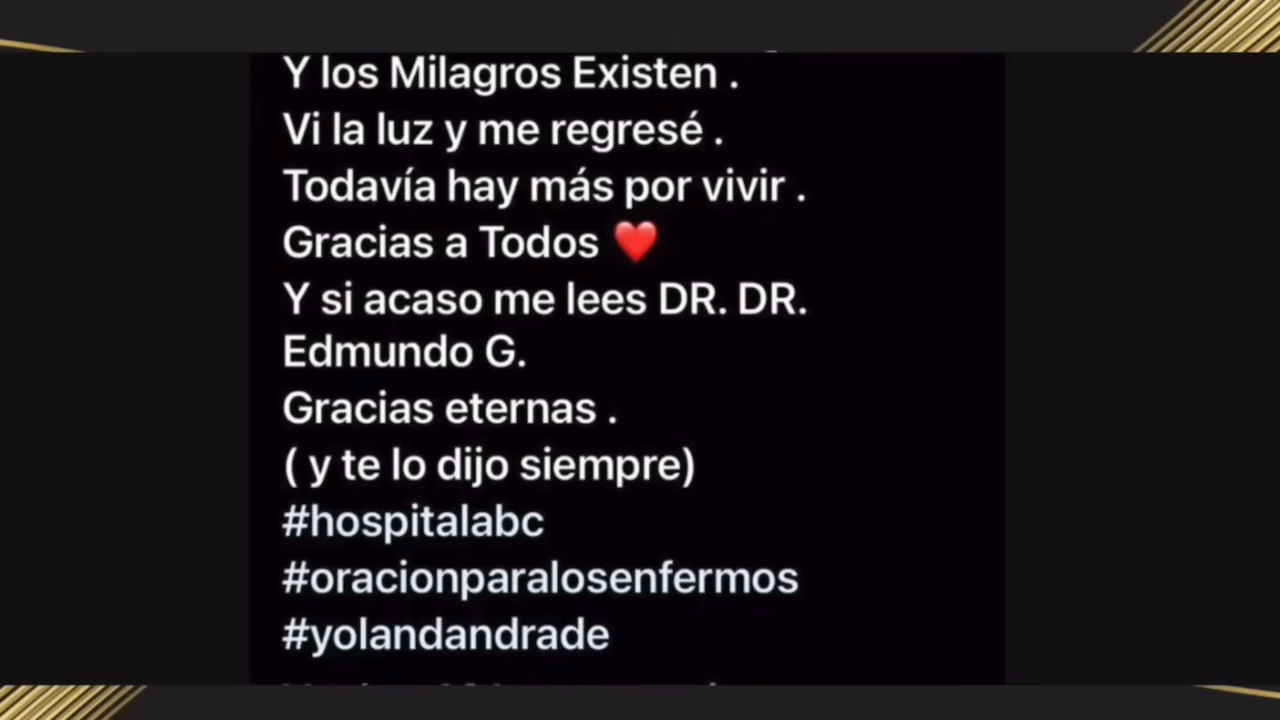 Y los Milagros Existen .
Vi la luz y me regresé .
Todavía hay más por vivir .
Gracias a Todos ❤️
Y si acaso me lees DR. DR.
Edmundo G.
Gracias eternas .
( y te lo dijo siempre)
#hospitalabc
#oracionparalosenfermos
#yolandandrade